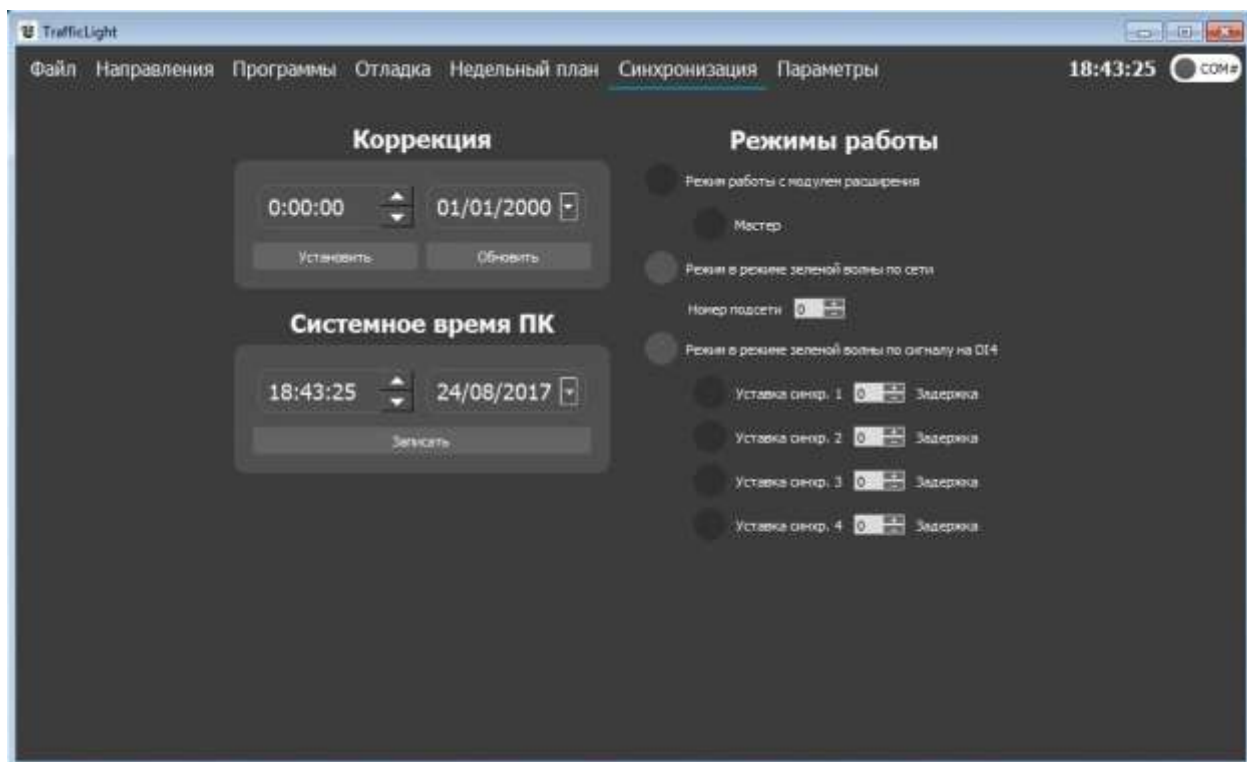 TrafficLight
Файл Направления Программы Отладка Недельный план Синхронизация Параметры 18:43:25 COM#
Коррекция
0:00:00 01/01/2000
Установить Обновить
Системное время ПК
18:43:25 24/08/2017
Записать
Режимы работы
Режим работы с модулем расширения
Мастер
Режим в режиме зеленой волны по сети
Номер подсети 0
Режим в режиме зеленой волны по сигналу на DI4
Уставка синхр. 1 0 Задержка
Уставка синхр. 2 0 Задержка
Уставка синхр. 3 0 Задержка
Уставка синхр. 4 0 Задержка